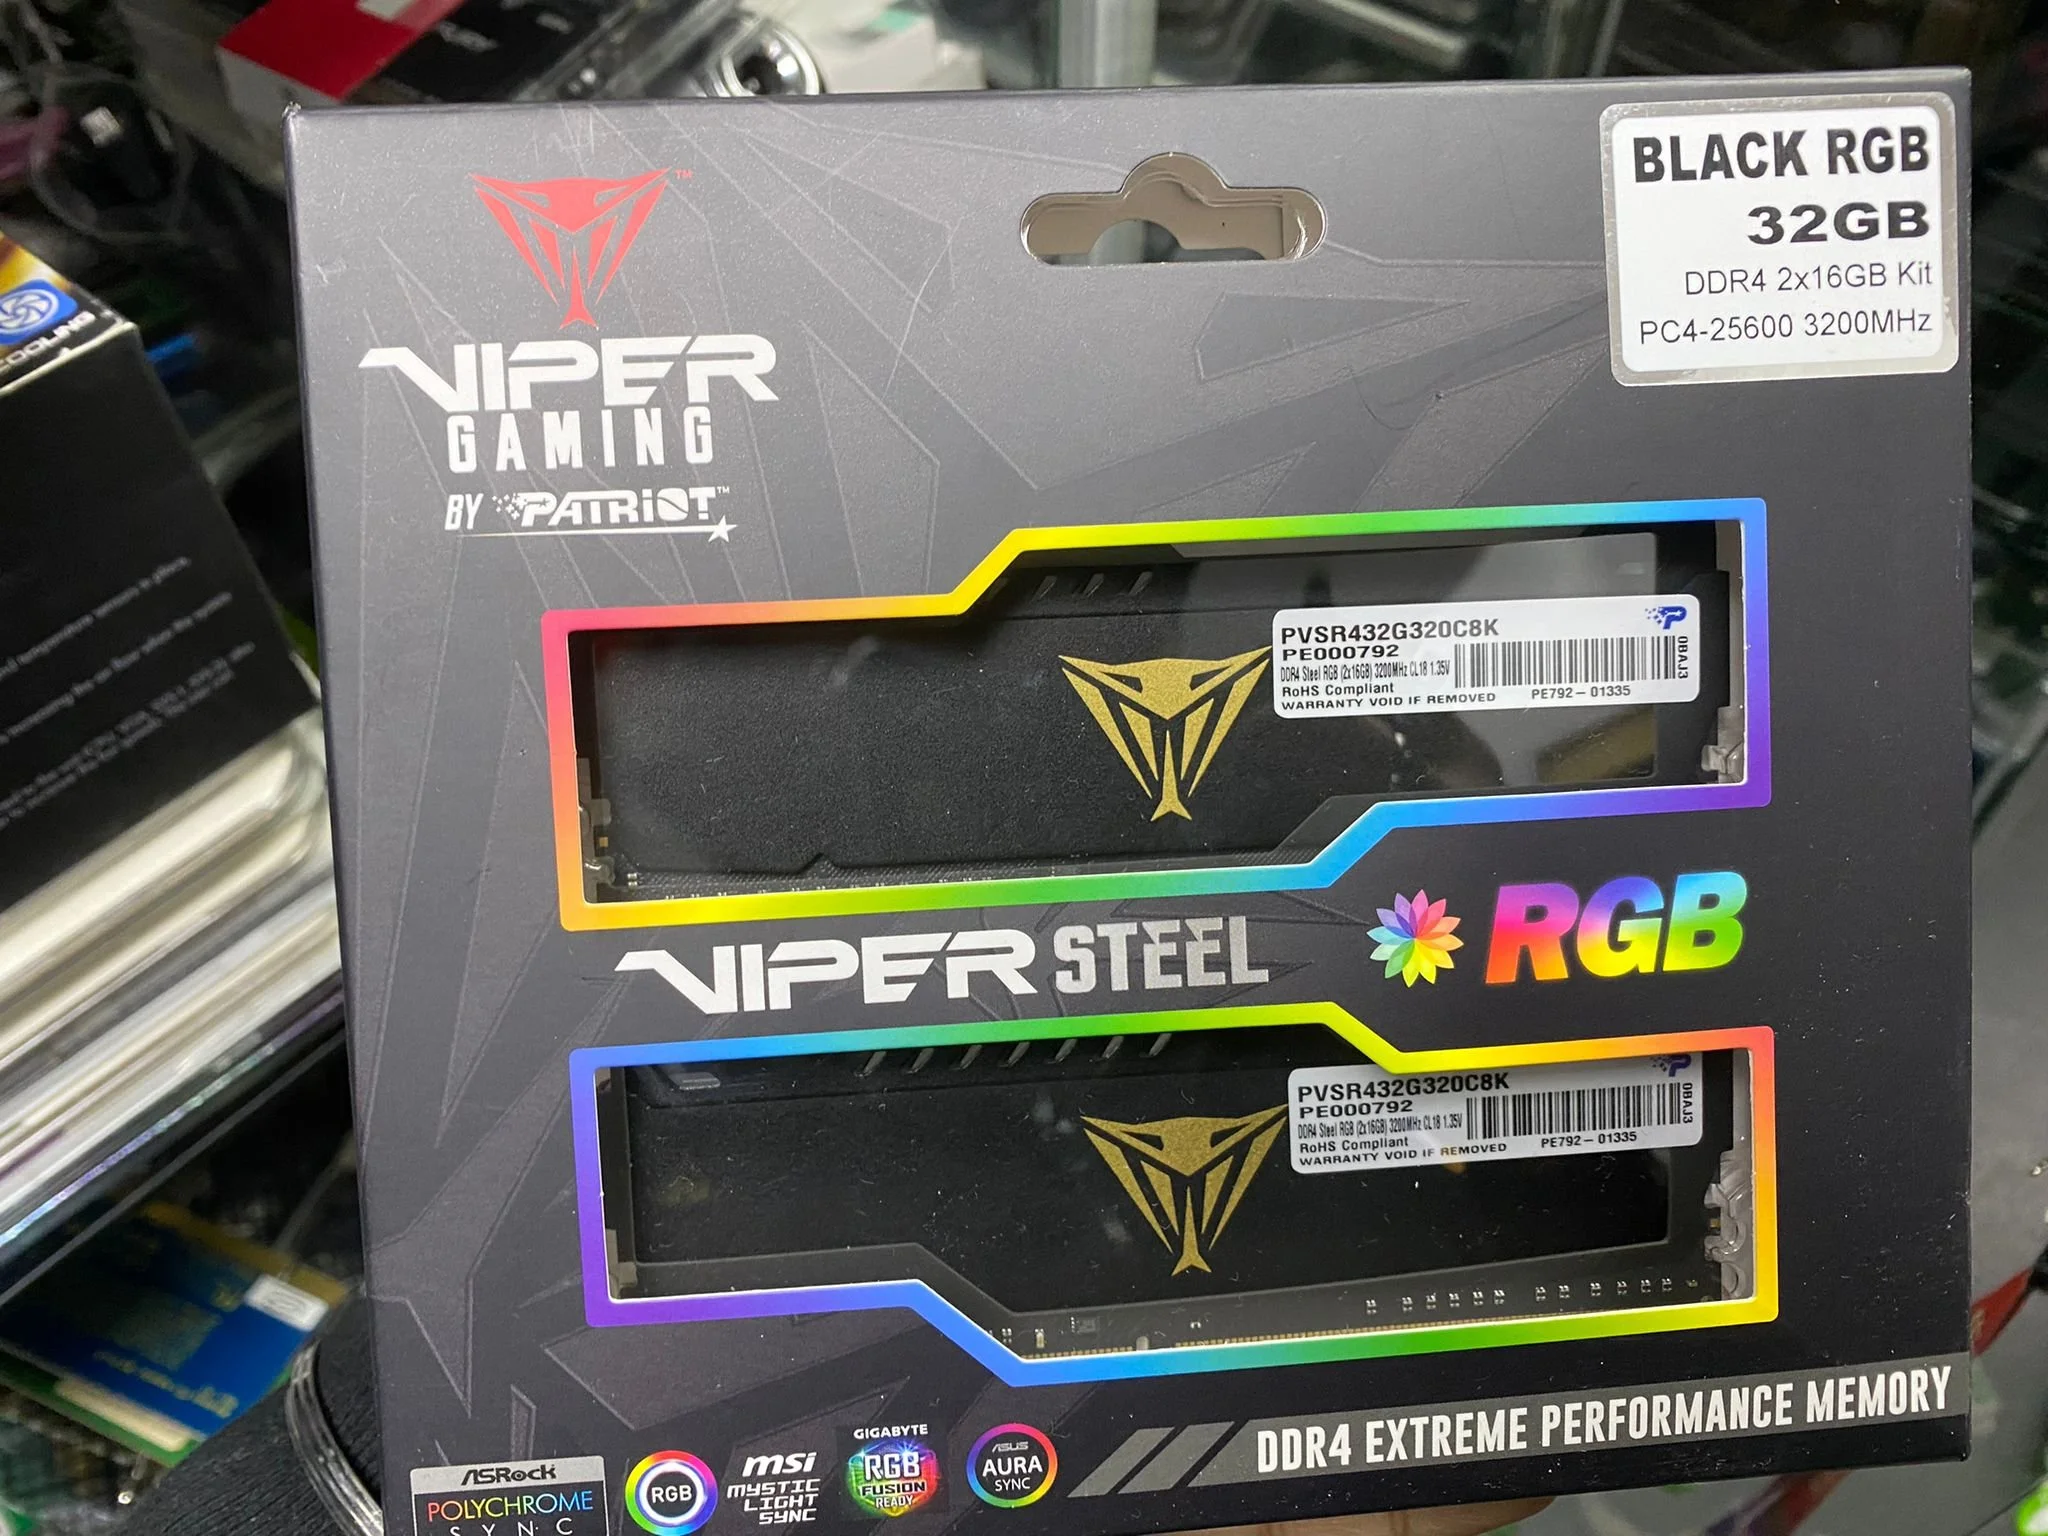 BLACK RGB
32GB
DDR4 2x16GB Kit
PC4-25600 3200MHz
™
VIPER
GAMING
BY PATRIOT™
PVSR432G320C8K
PE000792
DDR4 Steel RGB (2x16GB) 3200MHz CL18 1.35V
RoHS Compliant
WARRANTY VOID IF REMOVED
PE792-01335
0BAJ3
VIPER STEEL RGB
PVSR432G320C8K
PE000792
DDR4 Steel RGB (2x16GB) 3200MHz CL18 1.35V
RoHS Compliant
WARRANTY VOID IF REMOVED
PE792-01335
0BAJ3
DDR4 EXTREME PERFORMANCE MEMORY
ASRock
POLYCHROME
SYNC
RGB
msi
MYSTIC
LIGHT
SYNC
GIGABYTE
RGB
FUSION
READY
ASUS
AURA
SYNC